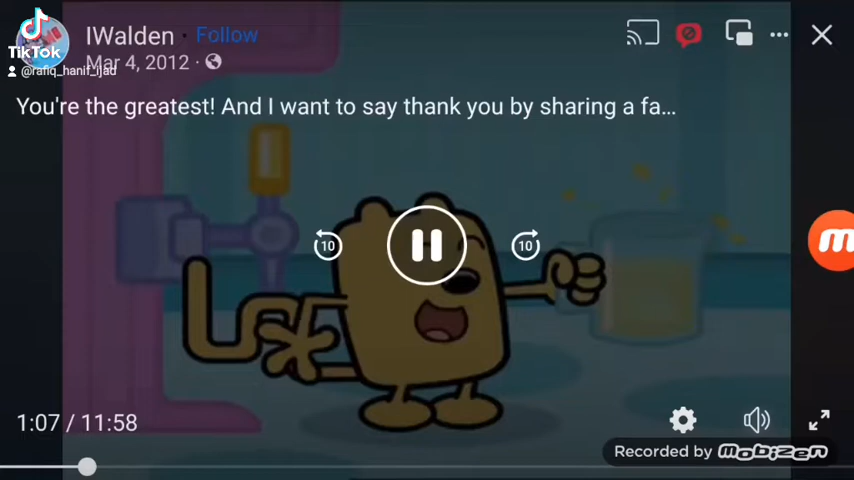 IWalden · Follow
TikTok
Mar 4, 2012 ·
@rafiq_hanif_ijad
You're the greatest! And I want to say thank you by sharing a fa...
10
10
m
1:07 / 11:58
Recorded by mobizen